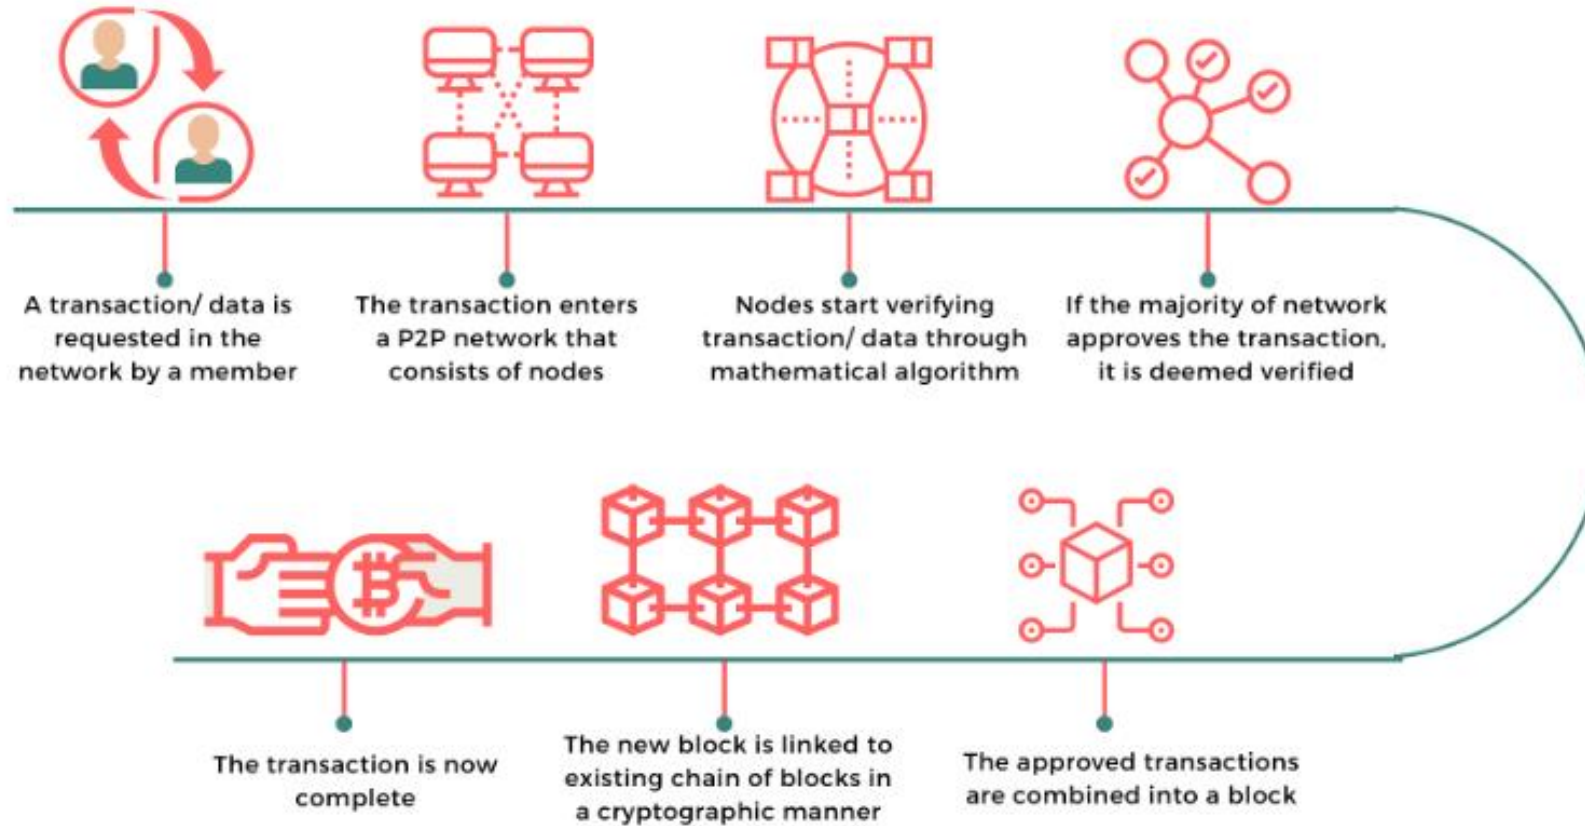 A transaction/ data is
requested in the
network by a member
The transaction enters
a P2P network that
consists of nodes
Nodes start verifying
transaction/ data through
mathematical algorithm
If the majority of network
approves the transaction,
it is deemed verified
The approved transactions
are combined into a block
The new block is linked to
existing chain of blocks in
a cryptographic manner
The transaction is now
complete